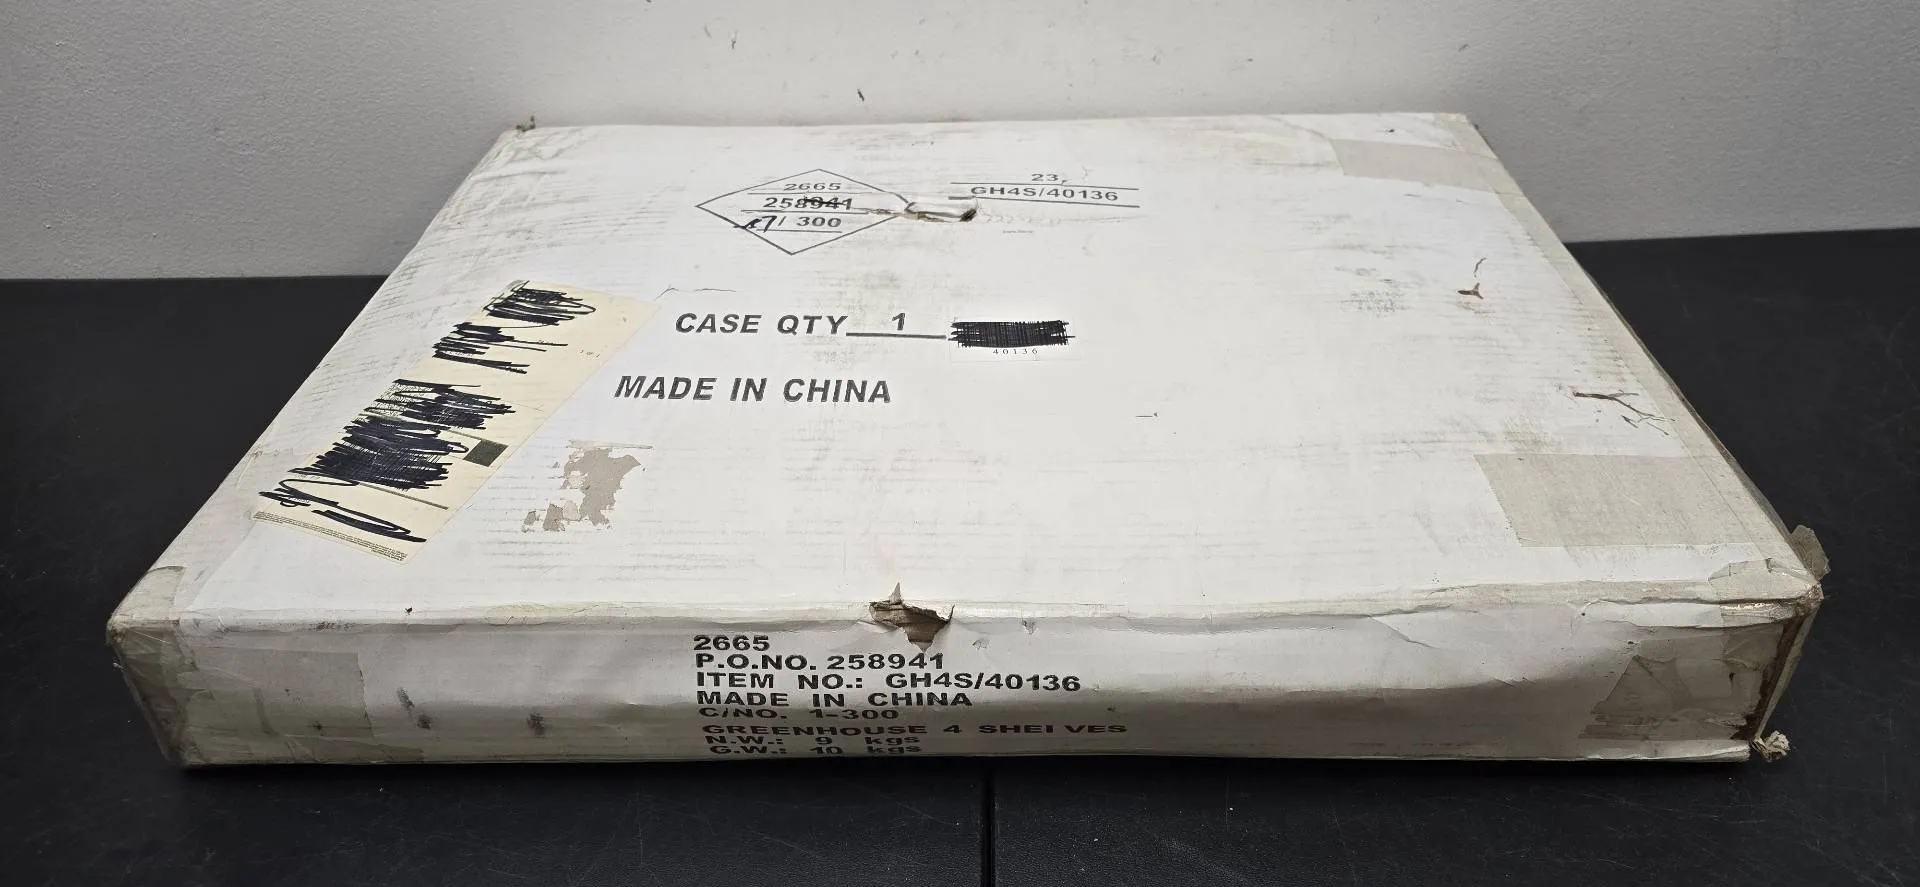 2665
258941
17/ 300
23,
GH4S/40136
CASE QTY 1
40136
MADE IN CHINA
2665
P.O.NO. 258941
ITEM NO.: GH4S/40136
MADE IN CHINA
C/NO. 1-300
GREENHOUSE 4 SHELVES
N.W.: 9 kgs
G.W.: 10 kgs